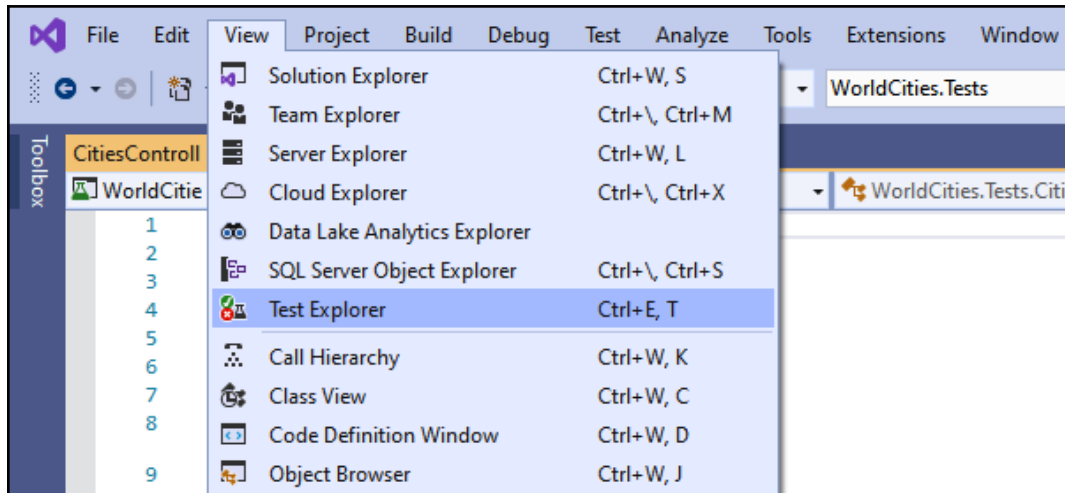 File Edit View Project Build Debug Test Analyze Tools Extensions Window
WorldCities.Tests
Toolbox
CitiesControll
WorldCitie
WorldCities.Tests.Citi
Solution Explorer Ctrl+W, S
Team Explorer Ctrl+\, Ctrl+M
Server Explorer Ctrl+W, L
Cloud Explorer Ctrl+\, Ctrl+X
Data Lake Analytics Explorer
SQL Server Object Explorer Ctrl+\, Ctrl+S
Test Explorer Ctrl+E, T
Call Hierarchy Ctrl+W, K
Class View Ctrl+W, C
Code Definition Window Ctrl+W, D
Object Browser Ctrl+W, J
1
2
3
4
5
6
7
8
9